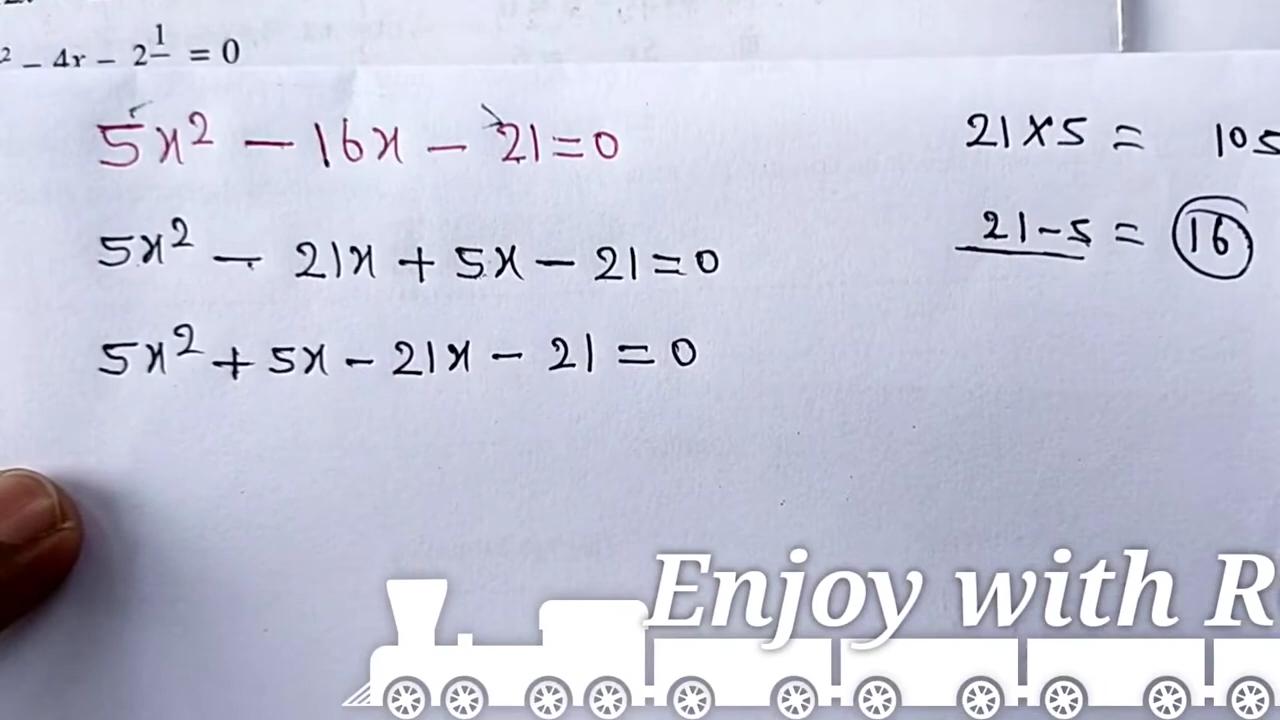 ² – 4x – 2 1 = 0
5x² – 16x – 21 = 0
21 × 5 = 105
5x² – 21x + 5x – 21 = 0
21 – 5 = 16
5x² + 5x – 21x – 21 = 0
Enjoy with R